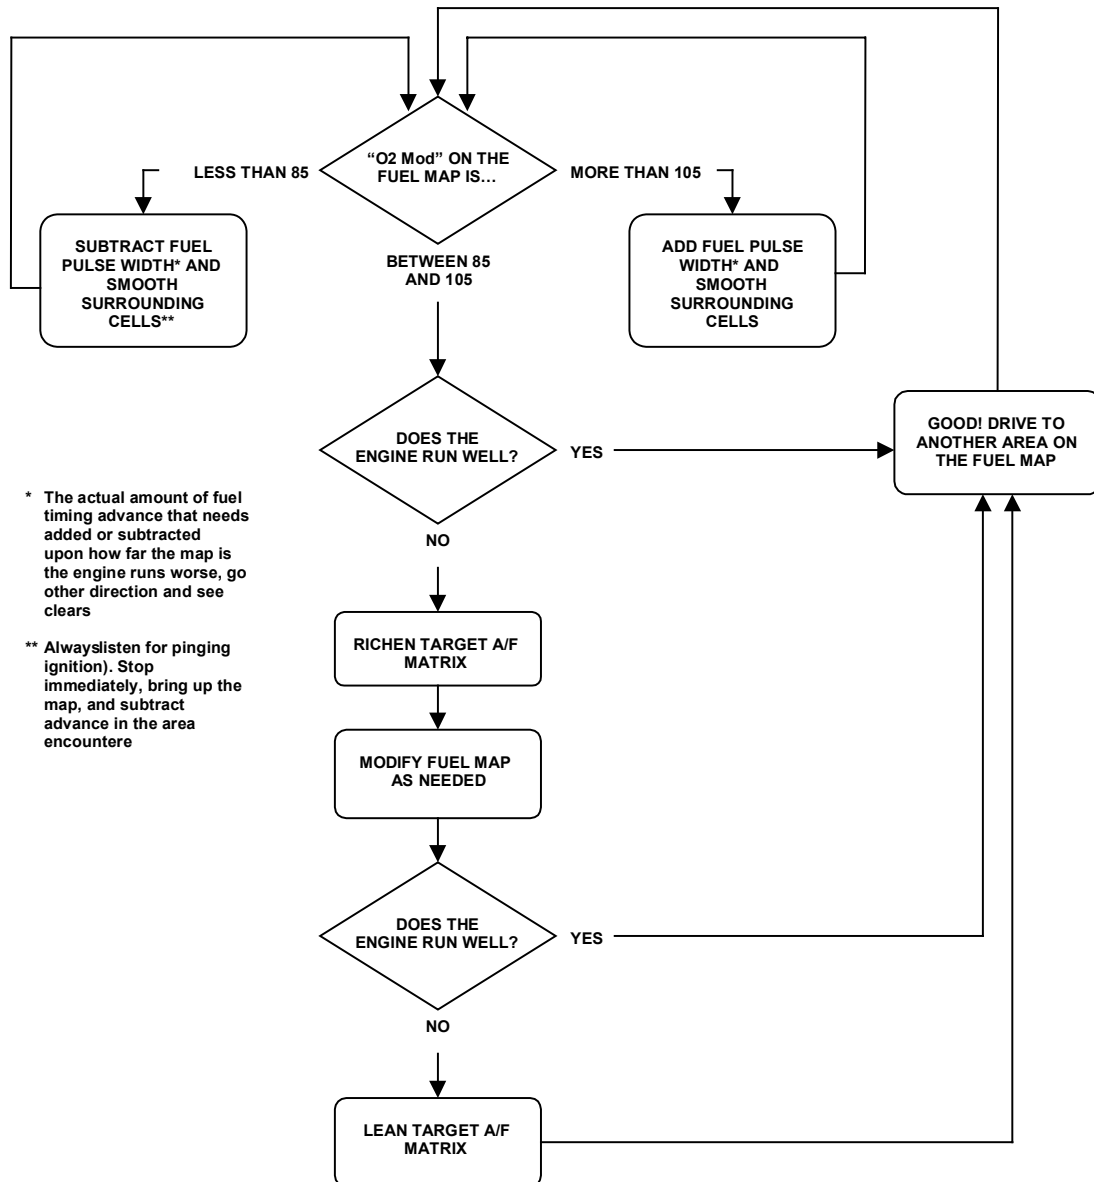 “O2 Mod” ON THE
FUEL MAP IS…
LESS THAN 85
MORE THAN 105
SUBTRACT FUEL
PULSE WIDTH* AND
SMOOTH
SURROUNDING
CELLS**
ADD FUEL PULSE
WIDTH* AND
SMOOTH
SURROUNDING
CELLS
BETWEEN 85
AND 105
DOES THE
ENGINE RUN WELL?
YES
GOOD! DRIVE TO
ANOTHER AREA ON
THE FUEL MAP
NO
* The actual amount of fuel
timing advance that needs
added or subtracted
upon how far the map is
the engine runs worse, go
other direction and see
clears
** Alwayslisten for pinging
ignition). Stop
immediately, bring up the
map, and subtract
advance in the area
encountere
RICHEN TARGET A/F
MATRIX
MODIFY FUEL MAP
AS NEEDED
DOES THE
ENGINE RUN WELL?
YES
NO
LEAN TARGET A/F
MATRIX